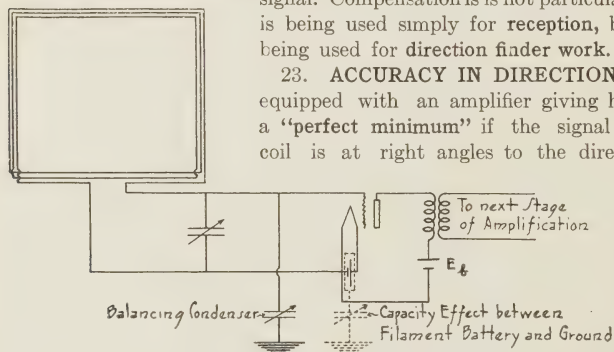 signal. Compensation is is not particula
is being used simply for reception, b
being used for direction finder work.
23. ACCURACY IN DIRECTION
equipped with an amplifier giving h
a "perfect minimum" if the signal
coil is at right angles to the dire
To next Stage
of Amplification
E b
Balancing Condenser
Capacity Effect between
Filament Battery and Ground